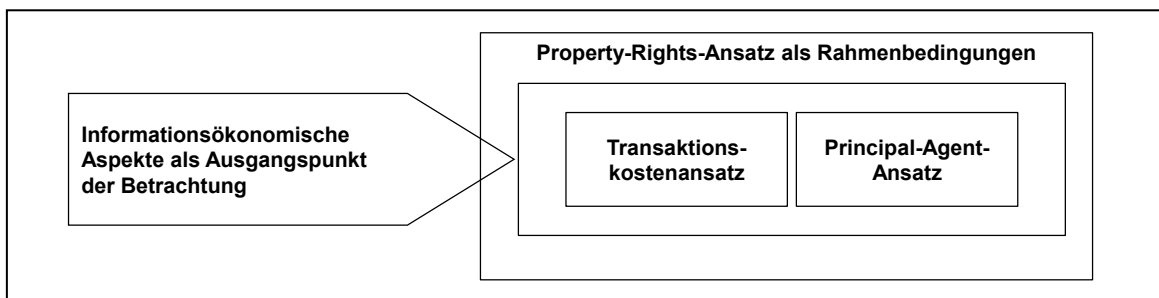 Property-Rights-Ansatz als Rahmenbedingungen
Informationsökonomische
Aspekte als Ausgangspunkt
der Betrachtung
Transaktions-
kostenansatz
Principal-Agent-
Ansatz